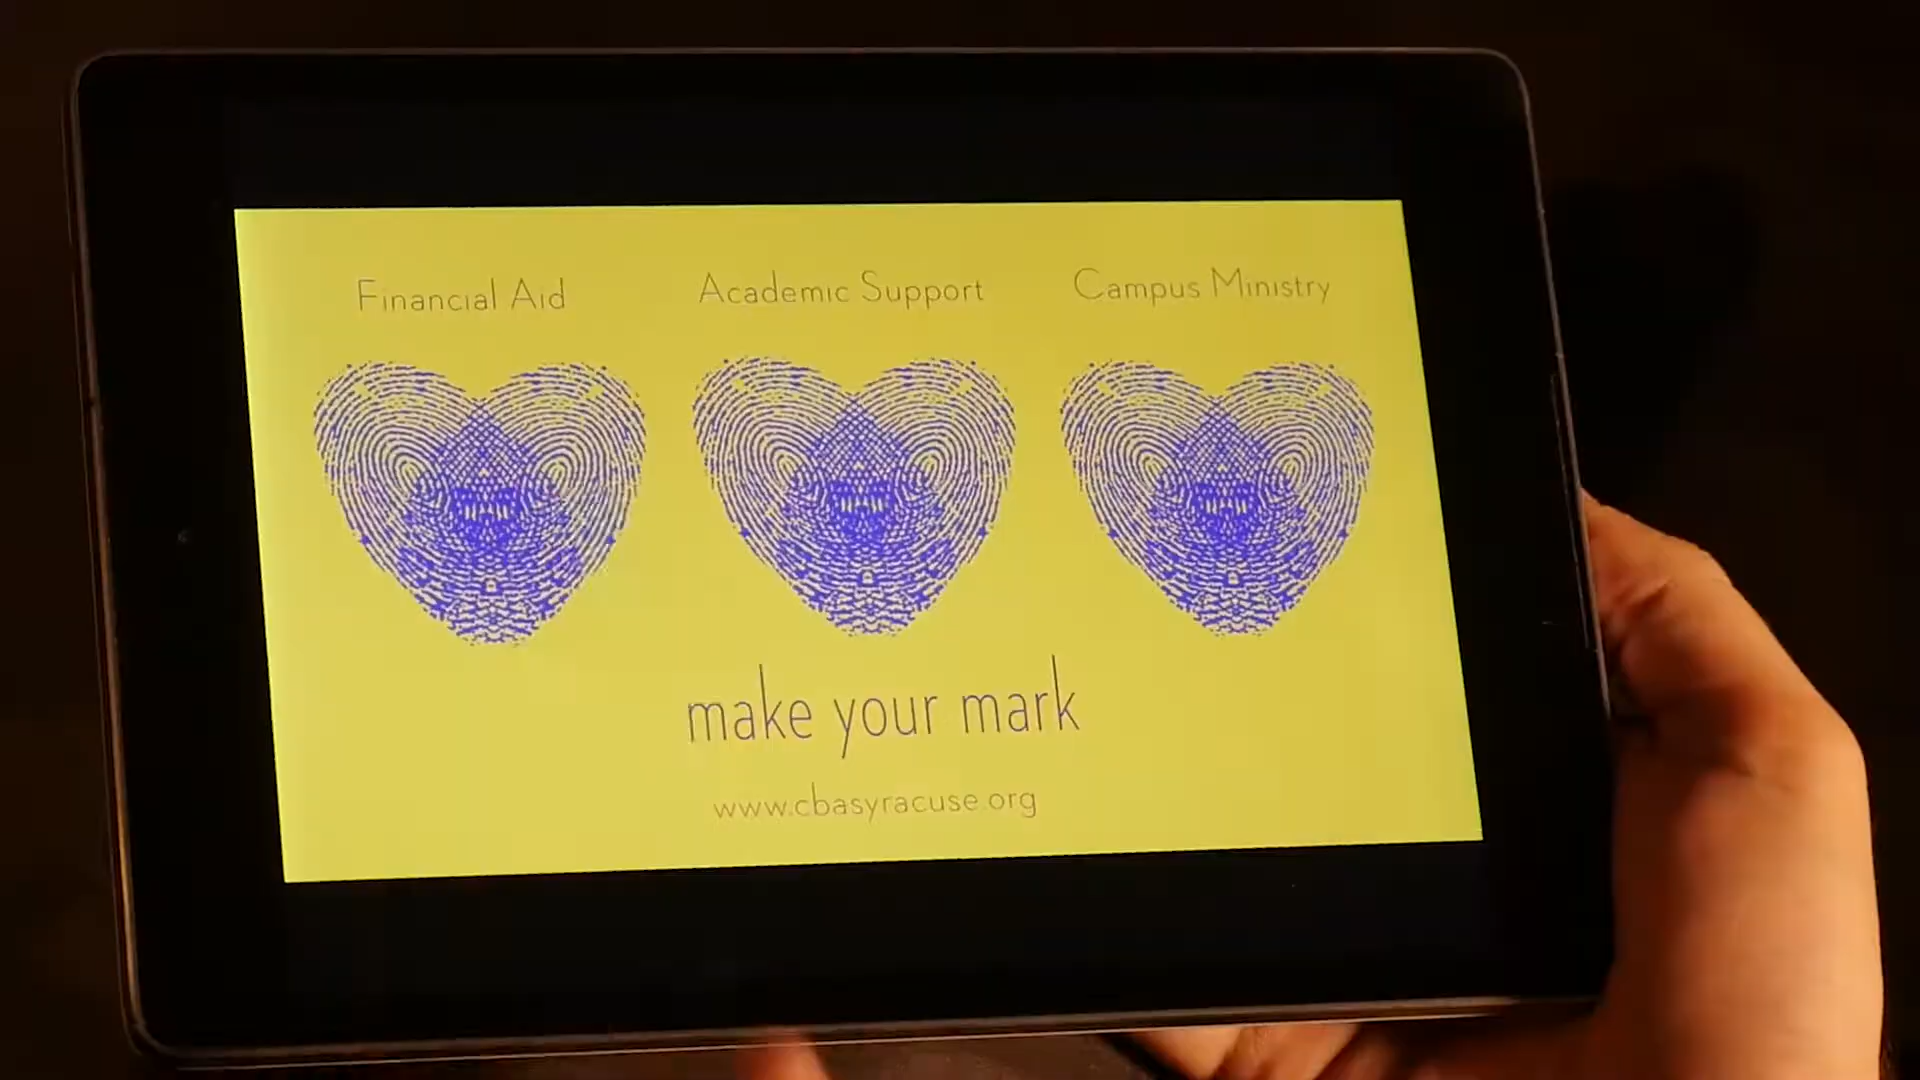 Financial Aid
Academic Support
Campus Ministry
make your mark
www.cbasyracuse.org